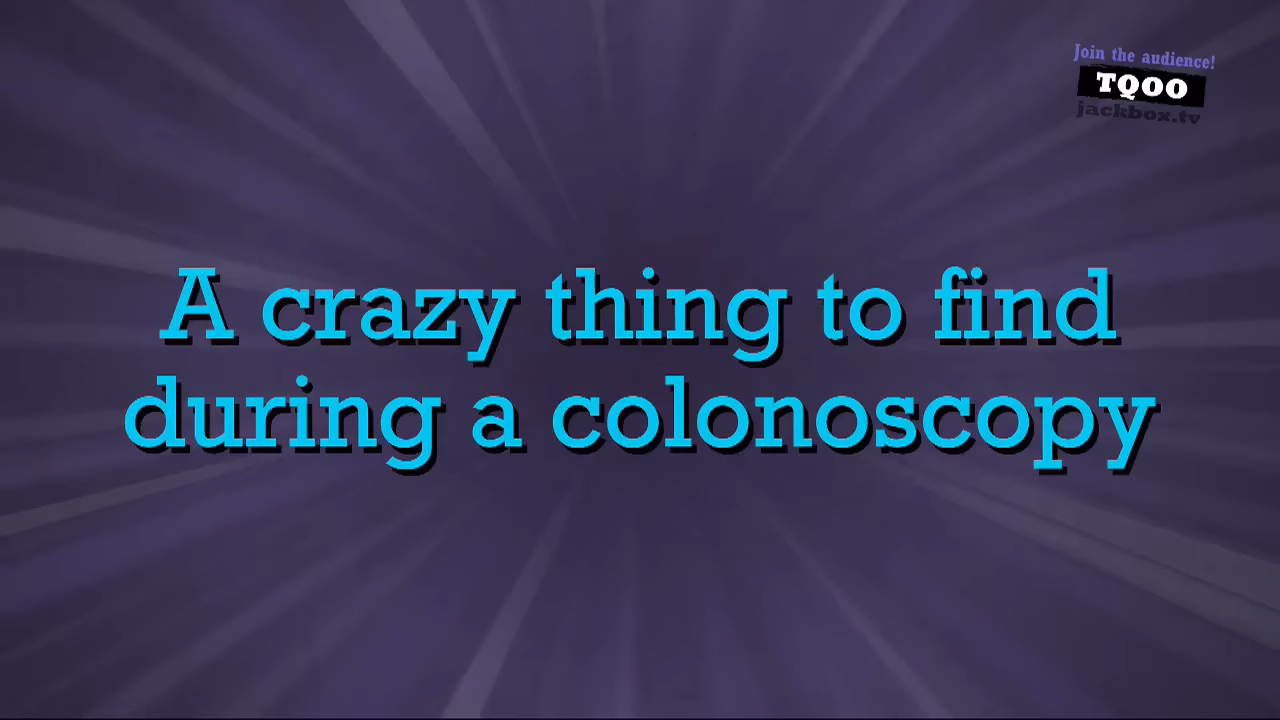 Join the audience!
TQOO
jackbox.tv
A crazy thing to find
during a colonoscopy